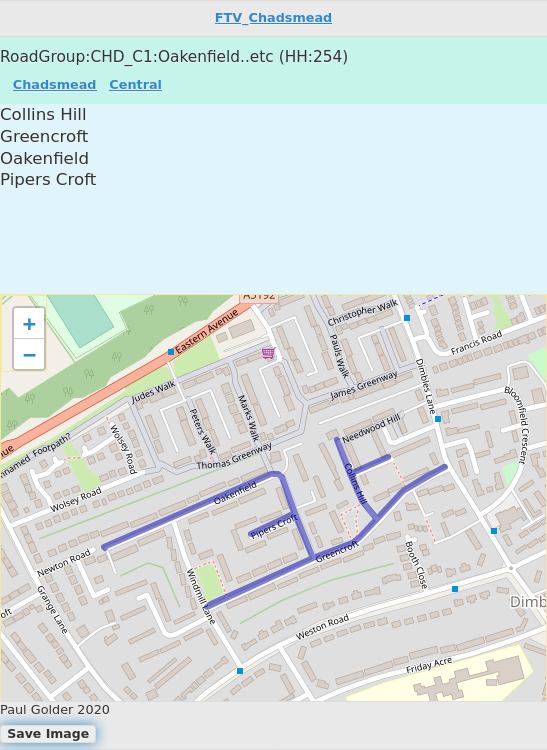 FTV_Chadsmead
RoadGroup:CHD_C1:Oakenfield..etc (HH:254)
Chadsmead Central
Collins Hill
Greencroft
Oakenfield
Pipers Croft
A5192
+
−
Christopher Walk
Eastern Avenue
Francis Road
Pauls Walk
Dimbles Lane
James Greenway
Judes Walk
Bloomfield Crescent
Marks Walk
Peters Walk
Needwood Hill
Wolsey Road
nnamed Footpath?
nue
Thomas Greenway
Collins Hill
Wolsey Road
Oakenfield
Pipers Croft
Newton Road
Greencroft
Booth Close
Windmill Lane
Grange Lane
Dimb
oft
Weston Road
Friday Acre
Paul Golder 2020
Save Image